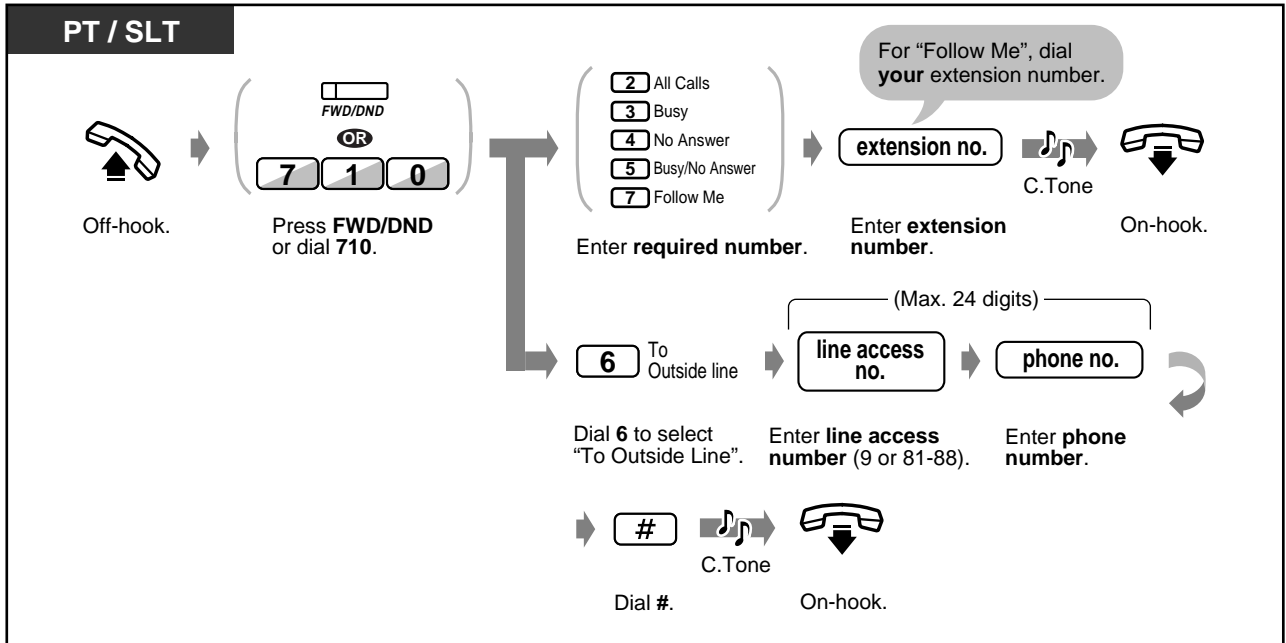 PT / SLT
FWD/DND
OR
7 1 0
2 All Calls
3 Busy
4 No Answer
5 Busy/No Answer
7 Follow Me
For “Follow Me”, dial
your extension number.
extension no.
C.Tone
Off-hook.
Press FWD/DND
or dial 710.
Enter required number.
Enter extension
number.
On-hook.
(Max. 24 digits)
6 To
Outside line
line access
no.
phone no.
Dial 6 to select
“To Outside Line”.
Enter line access
number (9 or 81-88).
Enter phone
number.
#
C.Tone
Dial #.
On-hook.